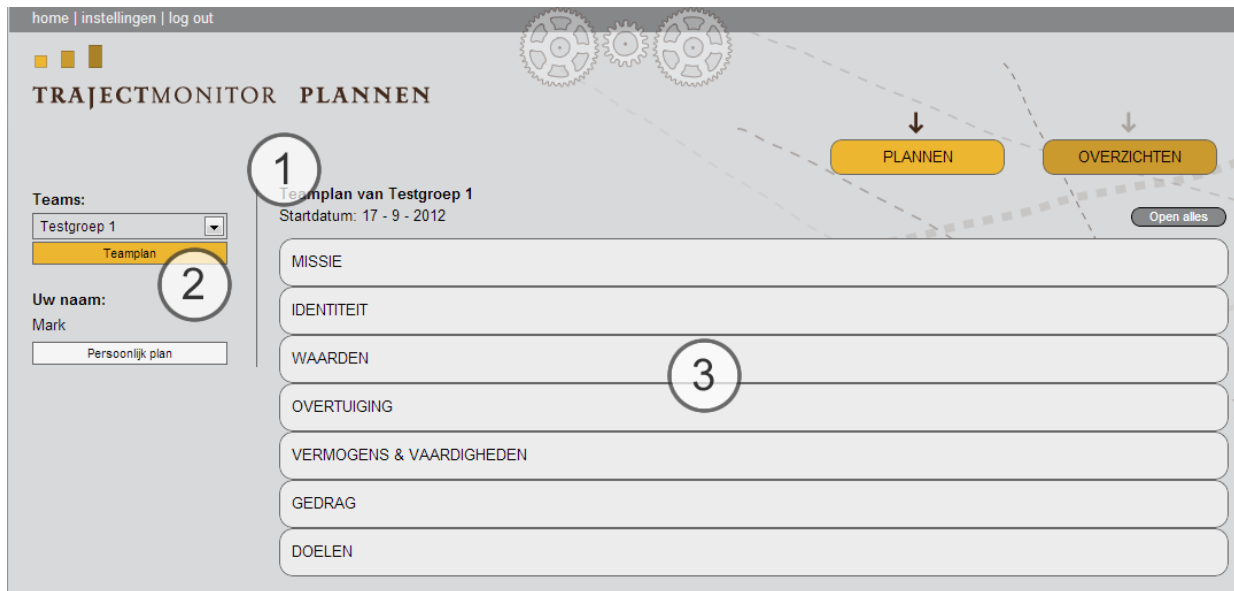 home | instellingen | log out
TRAJECTMONITOR PLANNEN
PLANNEN
OVERZICHTEN
1
Teams:
Testgroep 1
Teamplan
2
Uw naam:
Mark
Persoonlijk plan
Teamplan van Testgroep 1
Startdatum: 17 - 9 - 2012
Open alles
MISSIE
IDENTITEIT
WAARDEN
3
OVERTUIGING
VERMOGENS & VAARDIGHEDEN
GEDRAG
DOELEN